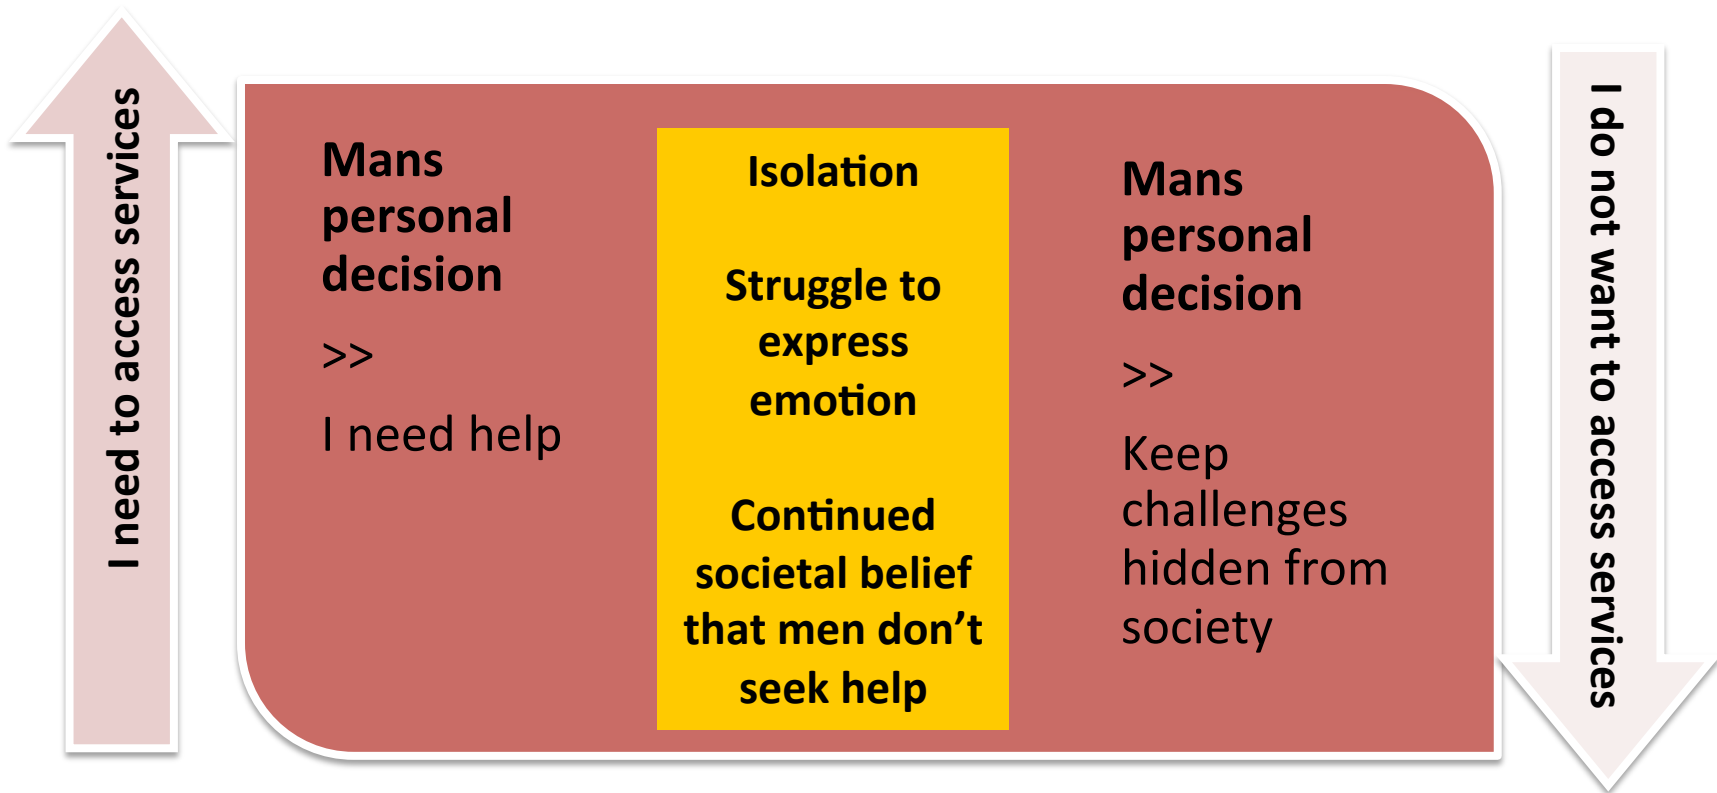 I need to access services
Mans
personal
decision
>>
I need help
Isolation
Struggle to
express
emotion
Continued
societal belief
that men don’t
seek help
Mans
personal
decision
>>
Keep
challenges
hidden from
society
I do not want to access services